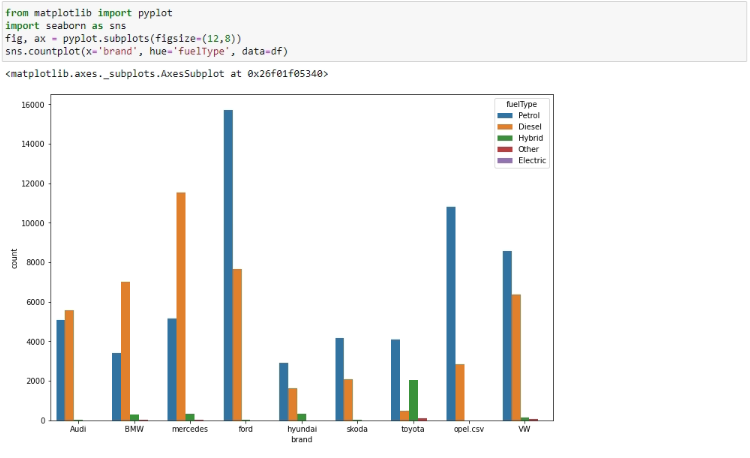 from matplotlib import pyplot
import seaborn as sns
fig, ax = pyplot.subplots(figsize=(12,8))
sns.countplot(x='brand', hue='fuelType', data=df)
<matplotlib.axes._subplots.AxesSubplot at 0x26f01f05340>
fuelType
Petrol
Diesel
Hybrid
Other
Electric
16000
14000
12000
10000
8000
6000
4000
2000
0
count
Audi BMW mercedes ford hyundai skoda toyota opel.csv VW
brand